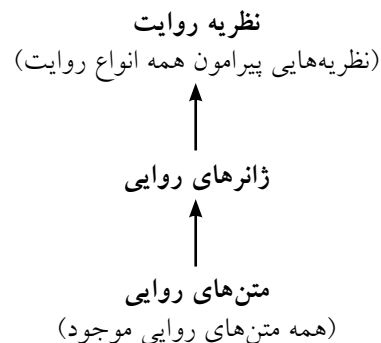 نظریه روایت
(نظریه‌هایی پیرامون همه انواع روایت)
ژانرهای روایی
متن‌های روایی
(همه متن‌های روایی موجود)